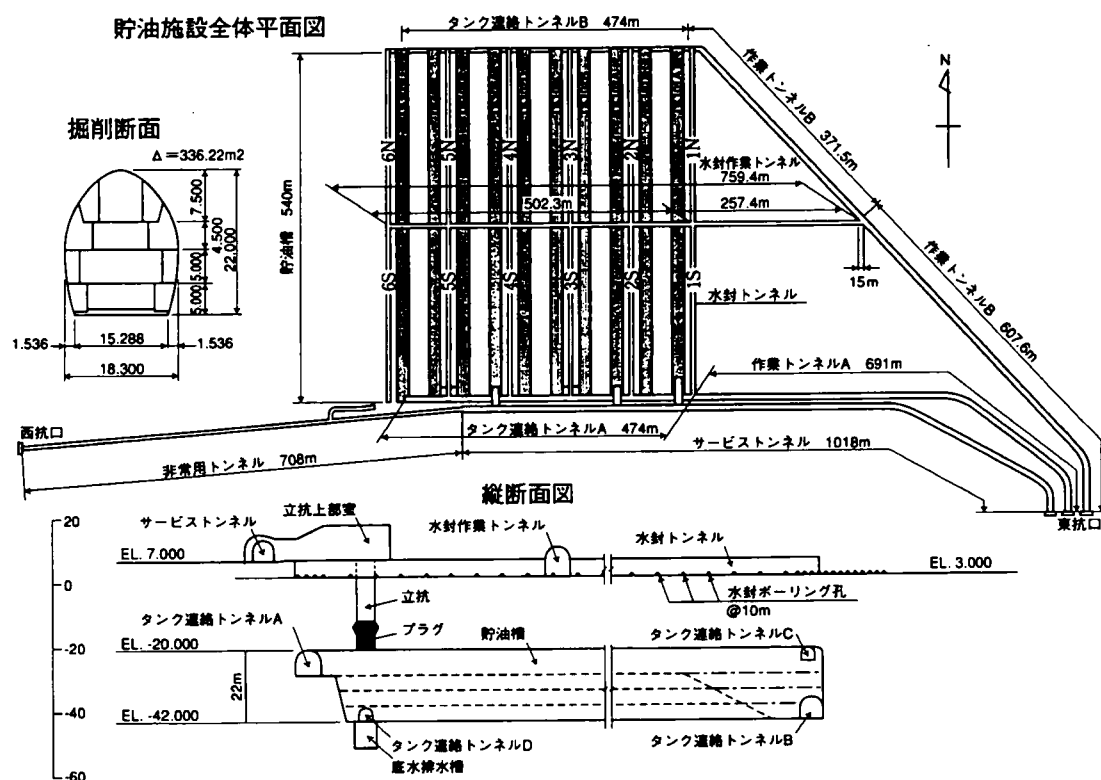 貯油施設全体平面図
タンク連絡トンネルB 474m
N
作業トンネルB 371.5m
掘削断面
Δ=336.22m2
7.500
4.500
22.000
5.000
5.000
1.536
15.288
1.536
18.300
貯油槽 540m
6N
5N
4N
3N
2N
1N
水封作業トンネル
759.4m
502.3m
257.4m
15m
6S
5S
4S
3S
2S
1S
水封トンネル
作業トンネルB 607.6m
作業トンネルA 691m
西抗口
タンク連絡トンネルA 474m
サービストンネル 1018m
非常用トンネル 708m
東抗口
縦断面図
20
0
-20
-40
-60
サービストンネル
立抗上部室
水封作業トンネル
水封トンネル
EL. 7.000
EL. 3.000
水封ボーリング孔
@10m
立抗
タンク連絡トンネルA
プラグ
貯油槽
タンク連絡トンネルC
EL. -20.000
22m
EL. -42.000
タンク連絡トンネルD
底水排水槽
タンク連絡トンネルB